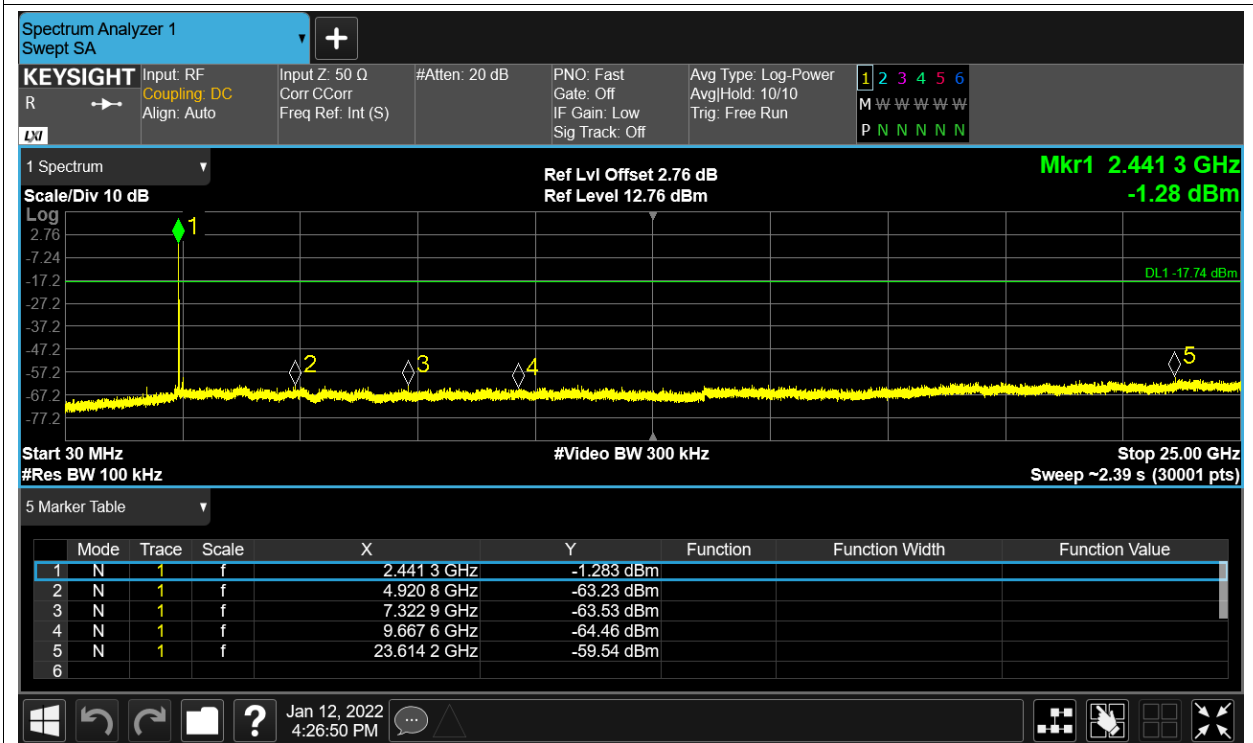 Spectrum Analyzer 1
Swept SA
KEYSIGHT Input: RF Input Z: 50 Ω #Atten: 20 dB PNO: Fast Avg Type: Log-Power 1 2 3 4 5 6
R Coupling: DC Corr CCorr Gate: Off Avg|Hold: 10/10 M W W W W W W
Align: Auto Freq Ref: Int (S) IF Gain: Low Trig: Free Run
LXI Sig Track: Off P N N N N N N
1 Spectrum Ref Lvl Offset 2.76 dB Mkr1 2.441 3 GHz
Scale/Div 10 dB Ref Level 12.76 dBm -1.28 dBm
Log
1
2.76
-7.24
-17.2 DL1 -17.74 dBm
-27.2
-37.2
-47.2
2 3 4 5
-57.2
-67.2
-77.2
Start 30 MHz #Video BW 300 kHz Stop 25.00 GHz
#Res BW 100 kHz Sweep ~2.39 s (30001 pts)
5 Marker Table
Mode Trace Scale X Y Function Function Width Function Value
1 N 1 f 2.441 3 GHz -1.283 dBm
2 N 1 f 4.920 8 GHz -63.23 dBm
3 N 1 f 7.322 9 GHz -63.53 dBm
4 N 1 f 9.667 6 GHz -64.46 dBm
5 N 1 f 23.614 2 GHz -59.54 dBm
6
? Jan 12, 2022
4:26:50 PM